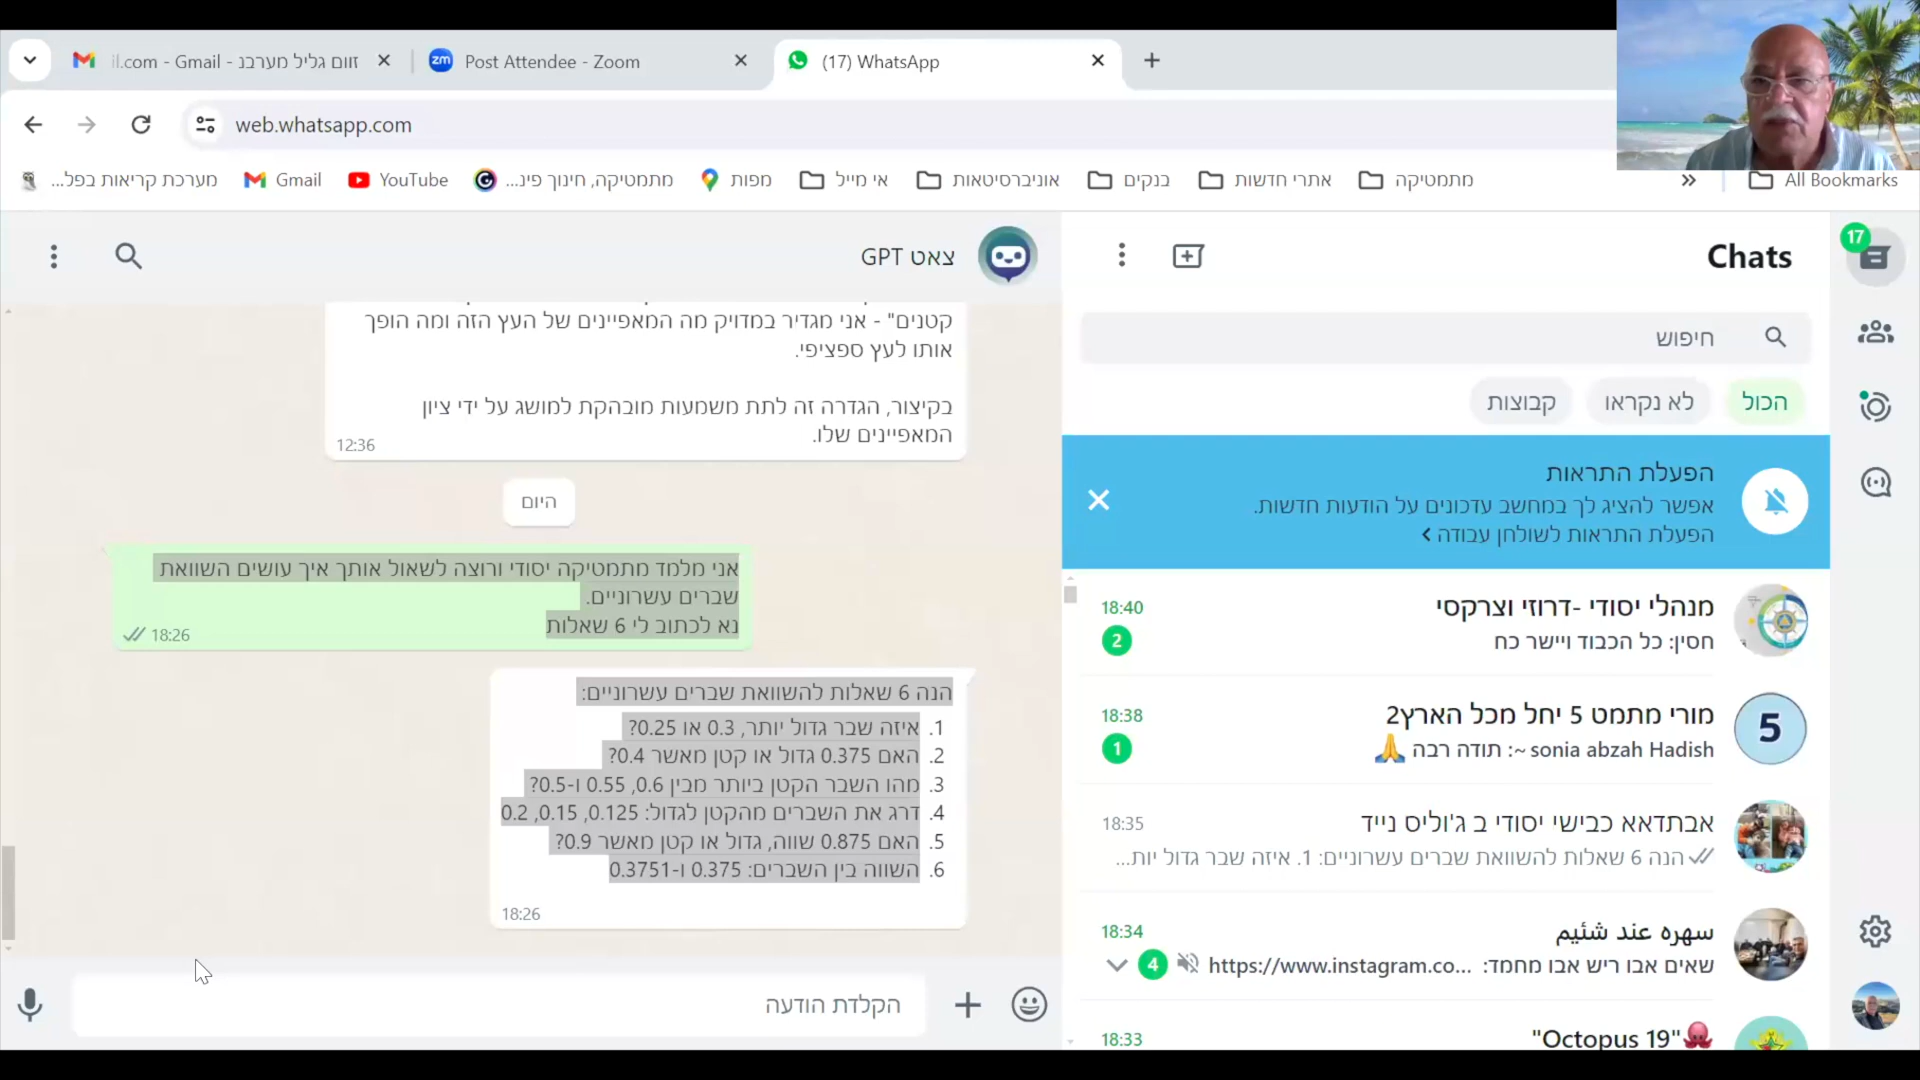 זום גליל מערבנ - il.com - Gmail
Post Attendee - Zoom
(17) WhatsApp
web.whatsapp.com
מערכת קריאות בפל...
Gmail
YouTube
מתמטיקה, חינוך פינ...
מפות
אי מייל
אוניברסיטאות
בנקים
אתרי חדשות
מתמטיקה
All Bookmarks
צאט GPT
קטנים" - אני מגדיר במדויק מה המאפיינים של העץ הזה ומה הופך
אותו לעץ ספציפי.
בקיצור, הגדרה זה לתת משמעות מובהקת למושג על ידי ציון
המאפיינים שלו.
12:36
היום
אני מלמד מתמטיקה יסודי ורוצה לשאול אותך איך עושים השוואת
שברים עשרוניים.
נא לכתוב לי 6 שאלות
18:26
הנה 6 שאלות להשוואת שברים עשרוניים:
1. איזה שבר גדול יותר, 0.3 או 0.25?
2. האם 0.375 גדול או קטן מאשר 0.4?
3. מהו השבר הקטן ביותר מבין 0.6, 0.55 ו-0.5?
4. דרג את השברים מהקטן לגדול: 0.125, 0.15, 0.2
5. האם 0.875 שווה, גדול או קטן מאשר 0.9?
6. השווה בין השברים: 0.375 ו-0.3751
18:26
הקלדת הודעה
Chats
17
חיפוש
הכול
לא נקראו
קבוצות
הפעלת התראות
אפשר להציג לך במחשב עדכונים על הודעות חדשות.
הפעלת התראות לשולחן עבודה
מנהלי יסודי -דרוזי וצרקסי
18:40
חסין: כל הכבוד ויישר כח
2
5
מורי מתמט 5 יחל מכל הארץ2
18:38
~ sonia abzah Hadish: תודה רבה 🙏
1
אבתדאא כבישי יסודי ב ג'וליס נייד
18:35
הנה 6 שאלות להשוואת שברים עשרוניים: 1. איזה שבר גדול יות...
سهره عند شئيم
18:34
שאים אבו ריש אבו מחמד: https://www.instagram.co...
4
"Octopus 19"
18:33